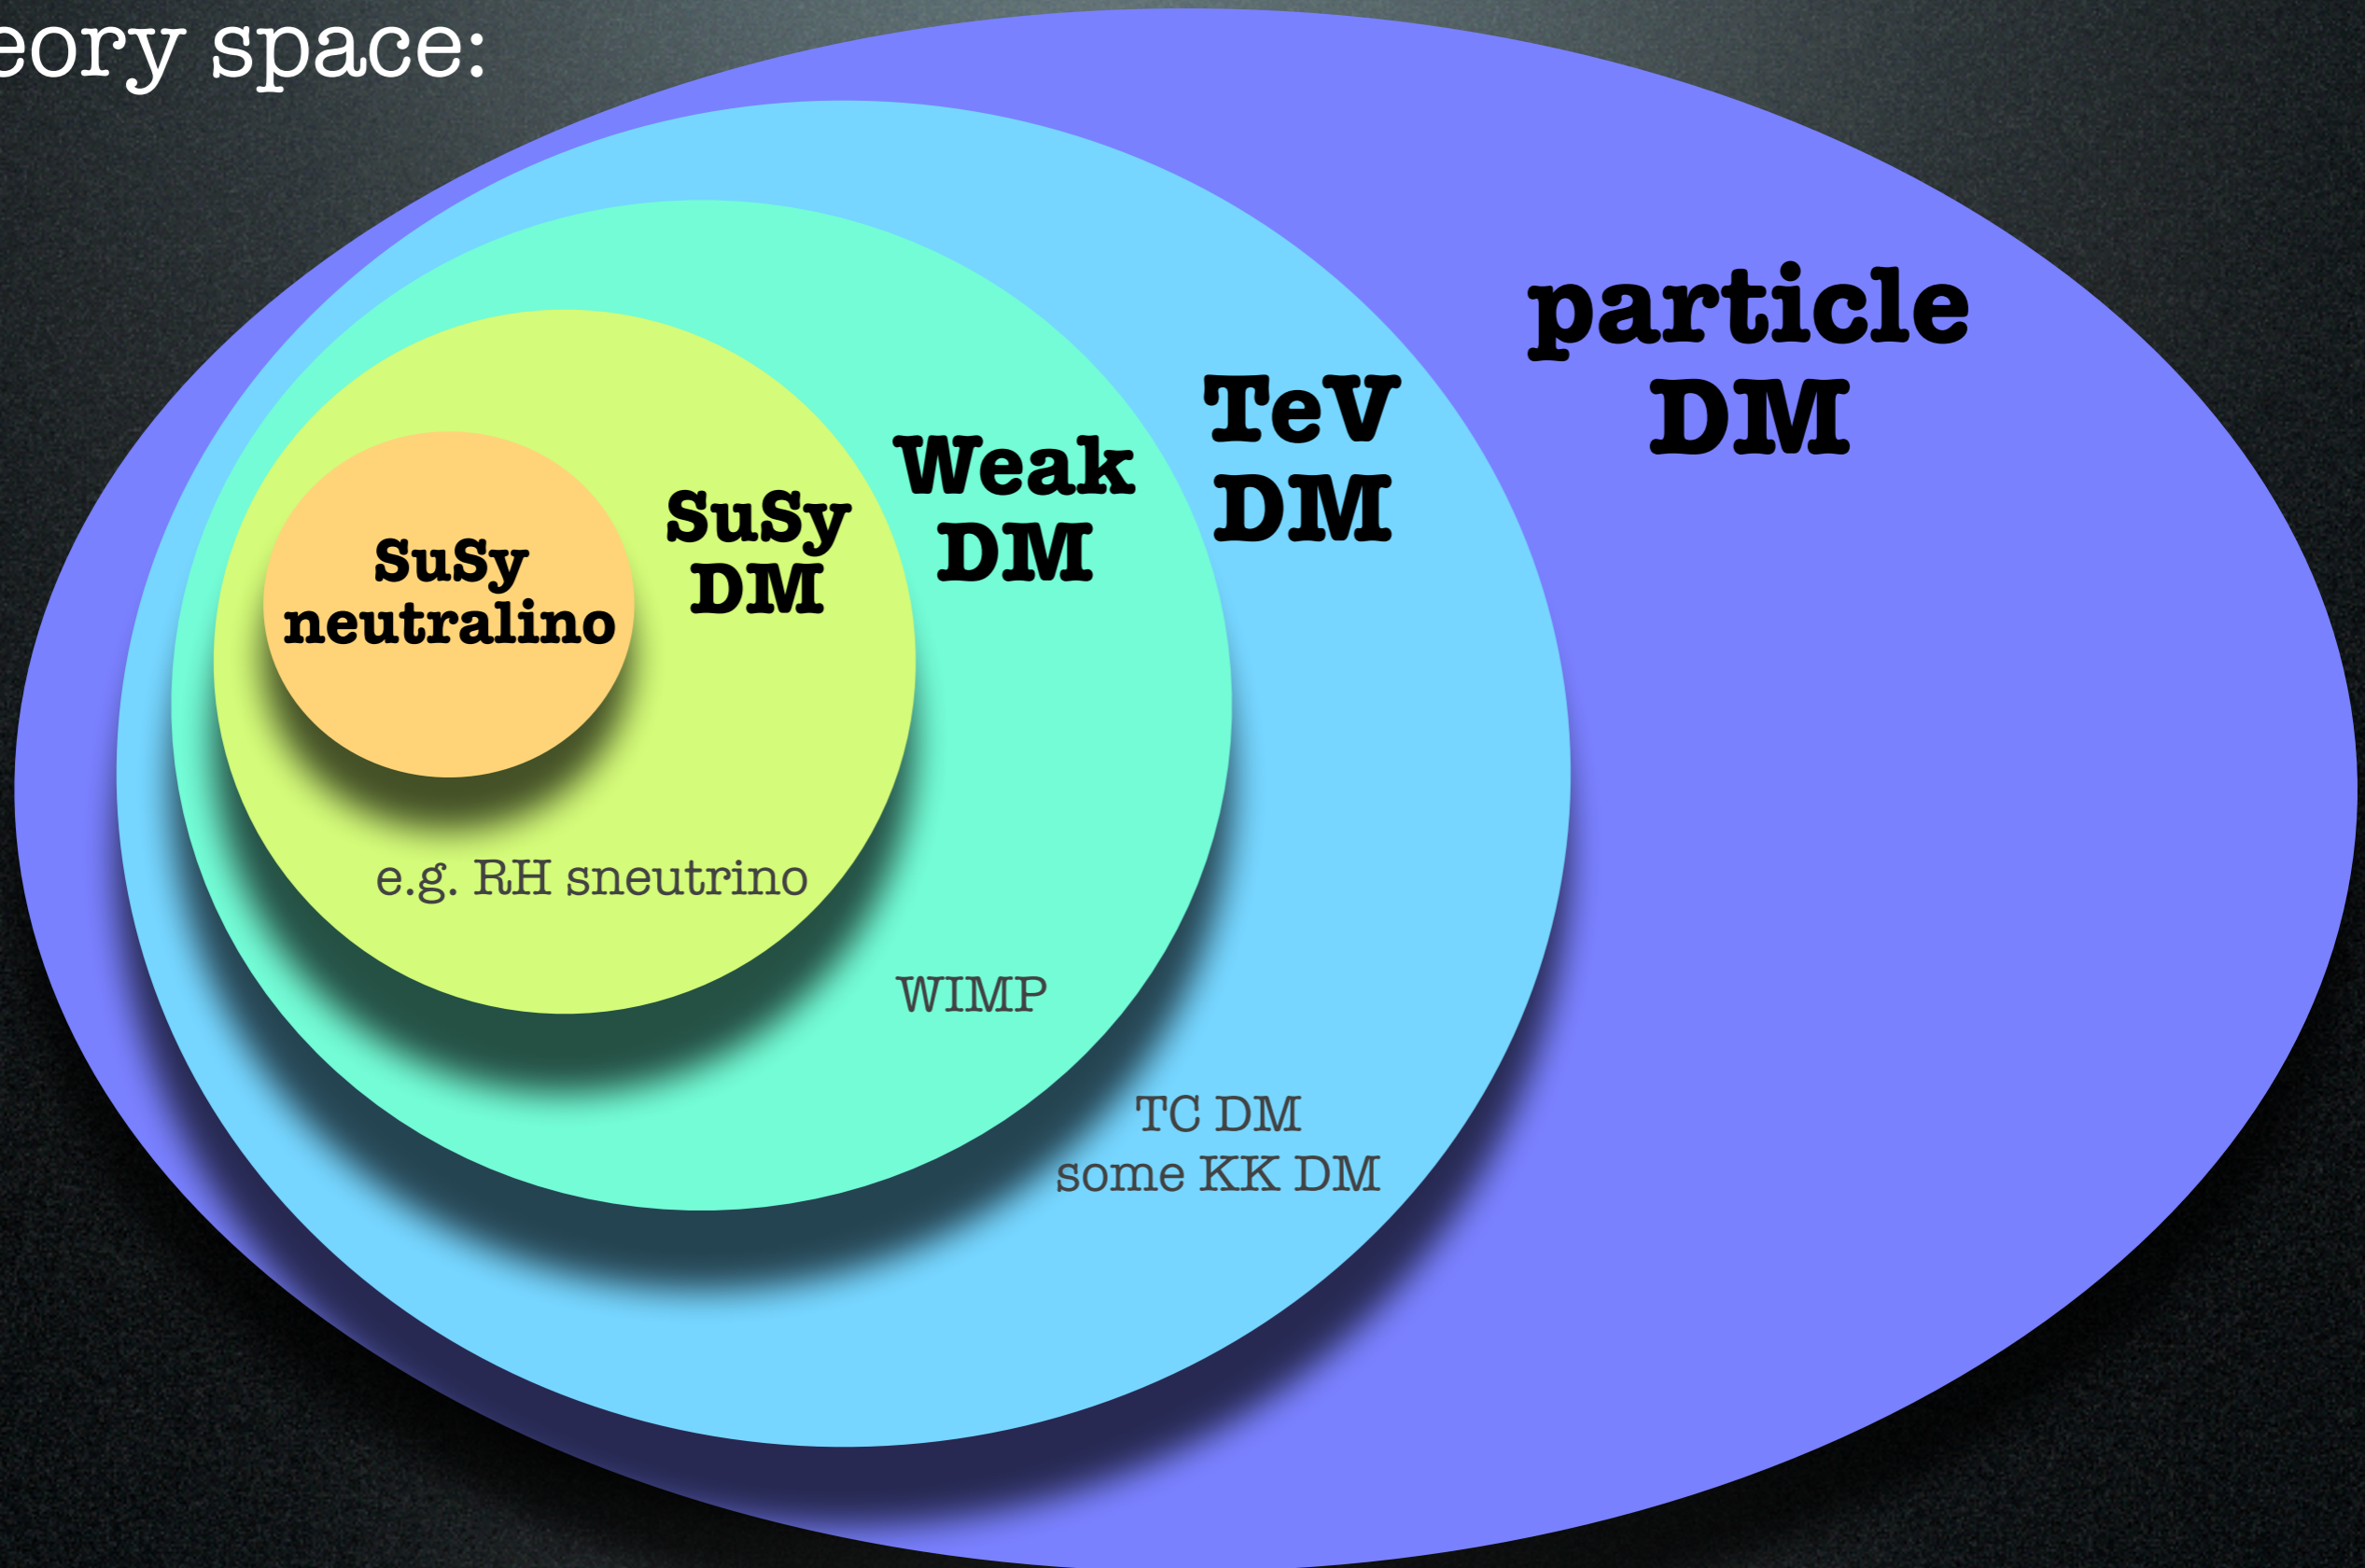 eory space:
particle
DM
TeV
DM
Weak
DM
SuSy
DM
SuSy
neutralino
e.g. RH sneutrino
WIMP
TC DM
some KK DM